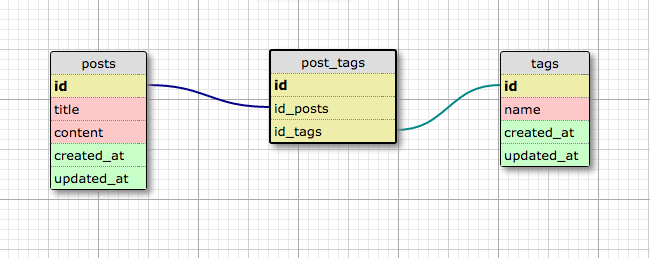 posts
id
title
content
created_at
updated_at
post_tags
id
id_posts
id_tags
tags
id
name
created_at
updated_at